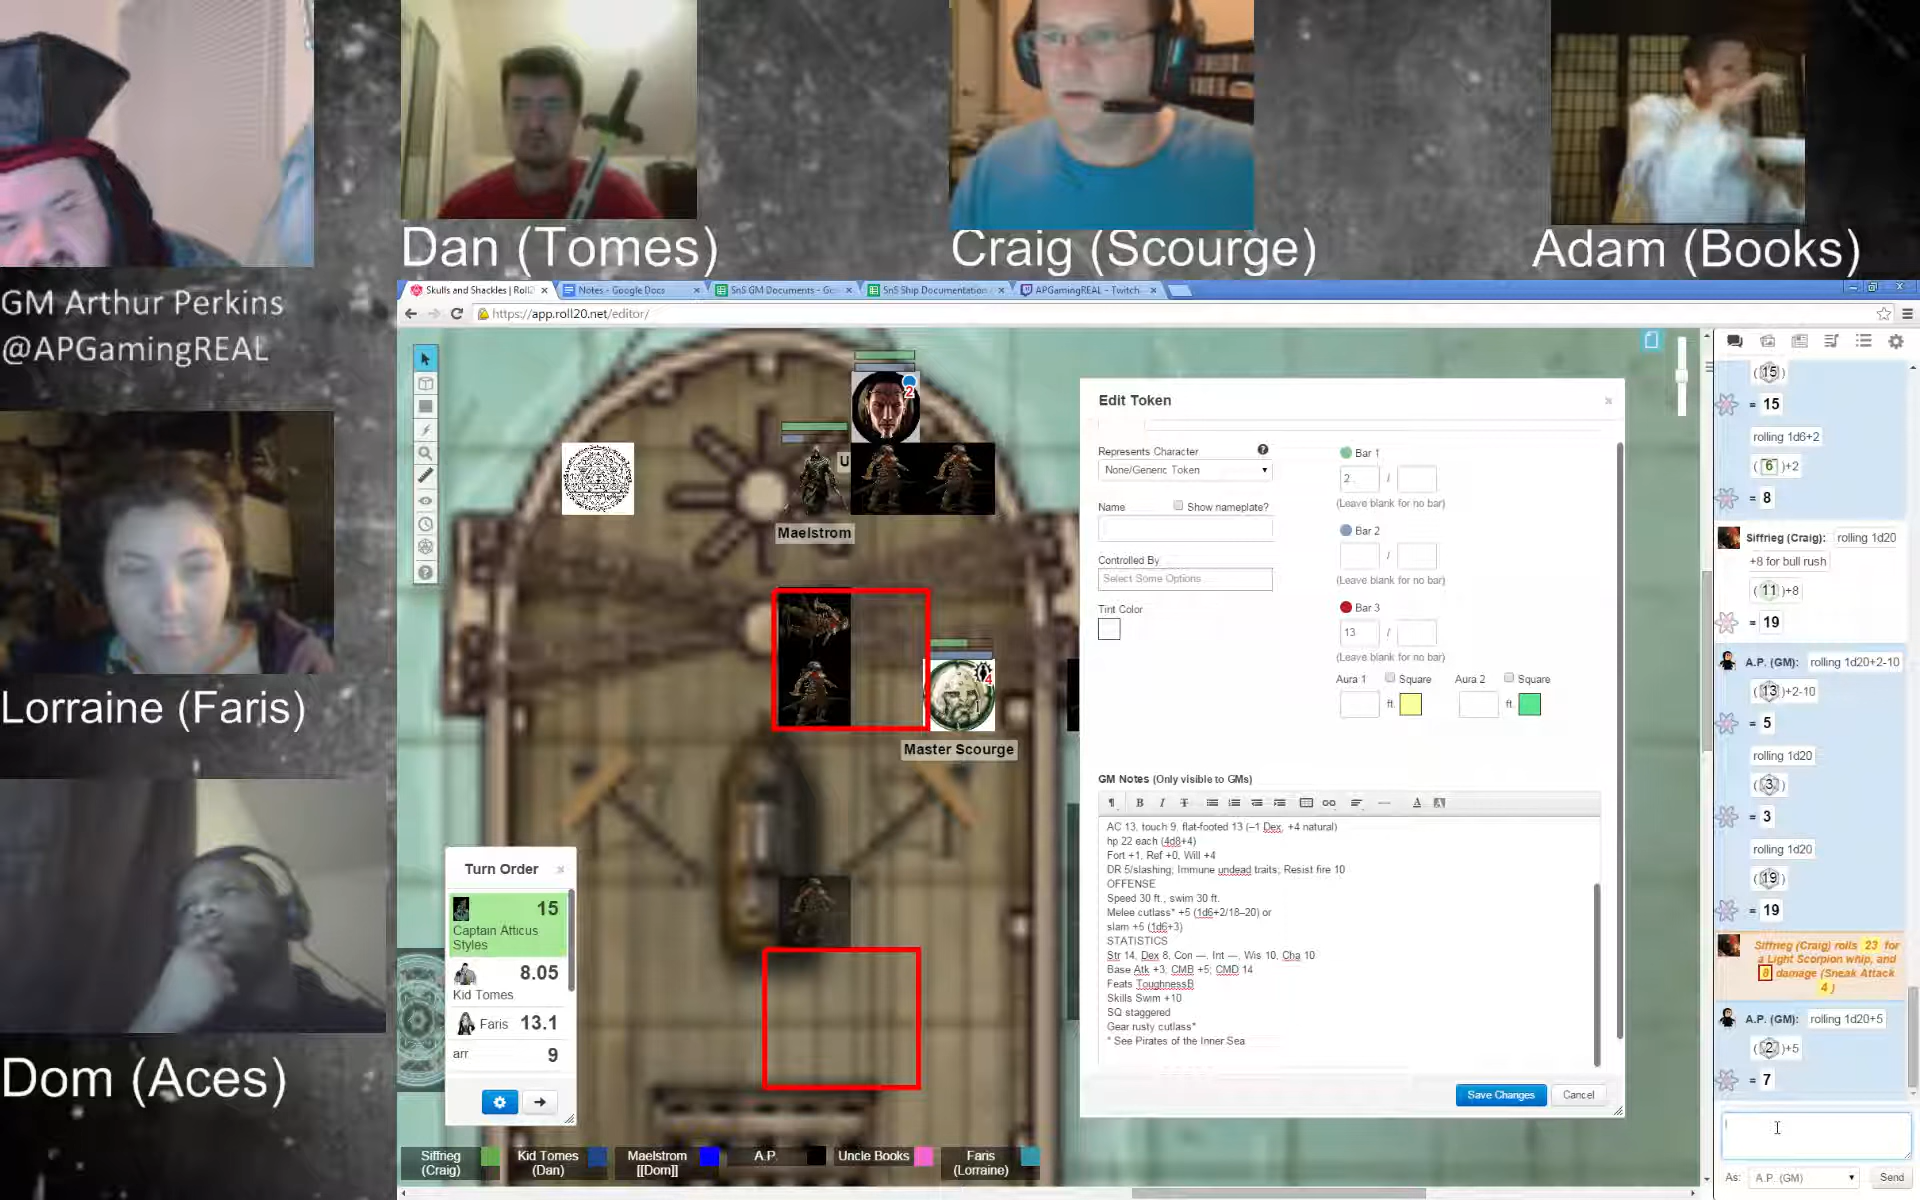 Dan (Tomes)
Craig (Scourge)
Adam (Books)
GM Arthur Perkins
@APGamingREAL
Lorraine (Faris)
Dom (Aces)
Skulls and Shackles | Roll2
Notes - Google Docs
SnS GM Documents - Go
SnS Ship Documentation
APGamingREAL - Twitch
https://app.roll20.net/editor/
2
U
Maelstrom
4
Master Scourge
Turn Order
15
Captain Atticus
Styles
8.05
Kid Tomes
Faris 13.1
arr 9
Siffrieg
(Craig)
Kid Tomes
(Dan)
Maelstrom
[[Dom]]
A.P.
Uncle Books
Faris
(Lorraine)
Edit Token
Represents Character
None/Generic Token
Name
Show nameplate?
Controlled By
Select Some Options
Tint Color
Bar 1
2 /
(Leave blank for no bar)
Bar 2
/
(Leave blank for no bar)
Bar 3
13 /
(Leave blank for no bar)
Aura 1 Square
ft.
Aura 2 Square
ft.
GM Notes (Only visible to GMs)
AC 13, touch 9, flat-footed 13 (–1 Dex, +4 natural)
hp 22 each (4d8+4)
Fort +1, Ref +0, Will +4
DR 5/slashing; Immune undead traits; Resist fire 10
OFFENSE
Speed 30 ft., swim 30 ft.
Melee cutlass* +5 (1d6+2/18–20) or
slam +5 (1d6+3)
STATISTICS
Str 14, Dex 8, Con —, Int —, Wis 10, Cha 10
Base Atk +3, CMB +5; CMD 14
Feats ToughnessB
Skills Swim +10
SQ staggered
Gear rusty cutlass*
* See Pirates of the Inner Sea
Save Changes
Cancel
(15)
= 15
rolling 1d6+2
(6)+2
= 8
Siffrieg (Craig): rolling 1d20
+8 for bull rush
(11)+8
= 19
A.P. (GM): rolling 1d20+2-10
(13)+2-10
= 5
rolling 1d20
(3)
= 3
rolling 1d20
(19)
= 19
Siffrieg (Craig) rolls 23 for
a Light Scorpion whip, and
8 damage (Sneak Attack
4 )
A.P. (GM): rolling 1d20+5
(2)+5
= 7
As: A.P. (GM)
Send